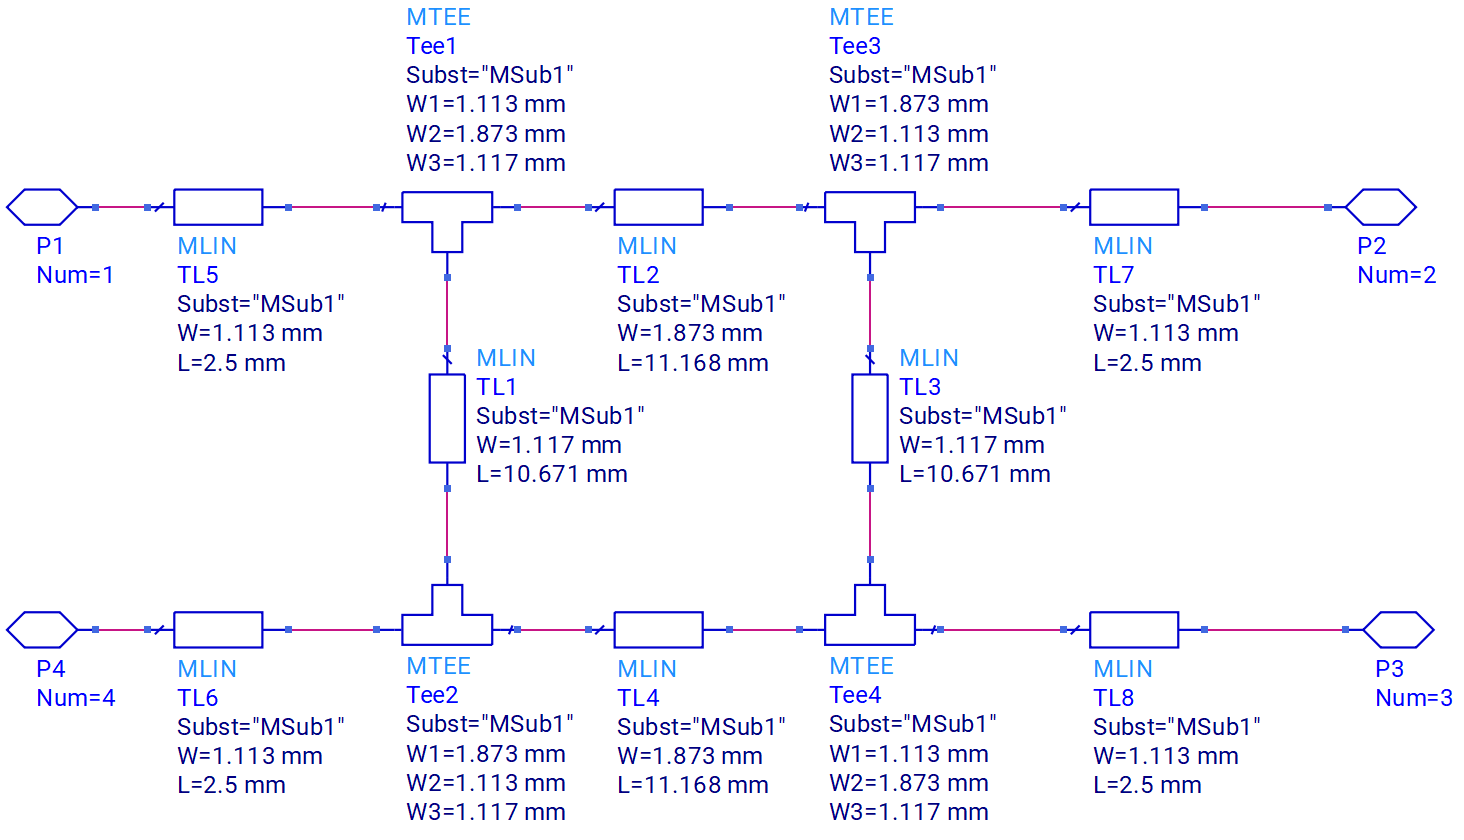 MTEE
Tee1
Subst="MSub1"
W1=1.113 mm
W2=1.873 mm
W3=1.117 mm
MTEE
Tee3
Subst="MSub1"
W1=1.873 mm
W2=1.113 mm
W3=1.117 mm
P1
Num=1
MLIN
TL5
Subst="MSub1"
W=1.113 mm
L=2.5 mm
MLIN
TL2
Subst="MSub1"
W=1.873 mm
L=11.168 mm
MLIN
TL7
Subst="MSub1"
W=1.113 mm
L=2.5 mm
P2
Num=2
MLIN
TL1
Subst="MSub1"
W=1.117 mm
L=10.671 mm
MLIN
TL3
Subst="MSub1"
W=1.117 mm
L=10.671 mm
P4
Num=4
MLIN
TL6
Subst="MSub1"
W=1.113 mm
L=2.5 mm
MTEE
Tee2
Subst="MSub1"
W1=1.873 mm
W2=1.113 mm
W3=1.117 mm
MLIN
TL4
Subst="MSub1"
W=1.873 mm
L=11.168 mm
MTEE
Tee4
Subst="MSub1"
W1=1.113 mm
W2=1.873 mm
W3=1.117 mm
MLIN
TL8
Subst="MSub1"
W=1.113 mm
L=2.5 mm
P3
Num=3